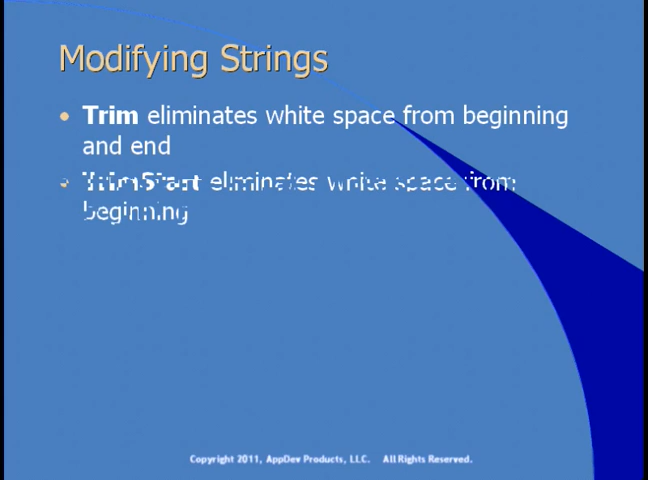 Modifying Strings
• Trim eliminates white space from beginning
and end
• TrimStart eliminates white space from
beginning
Copyright 2011, AppDev Products, LLC. All Rights Reserved.